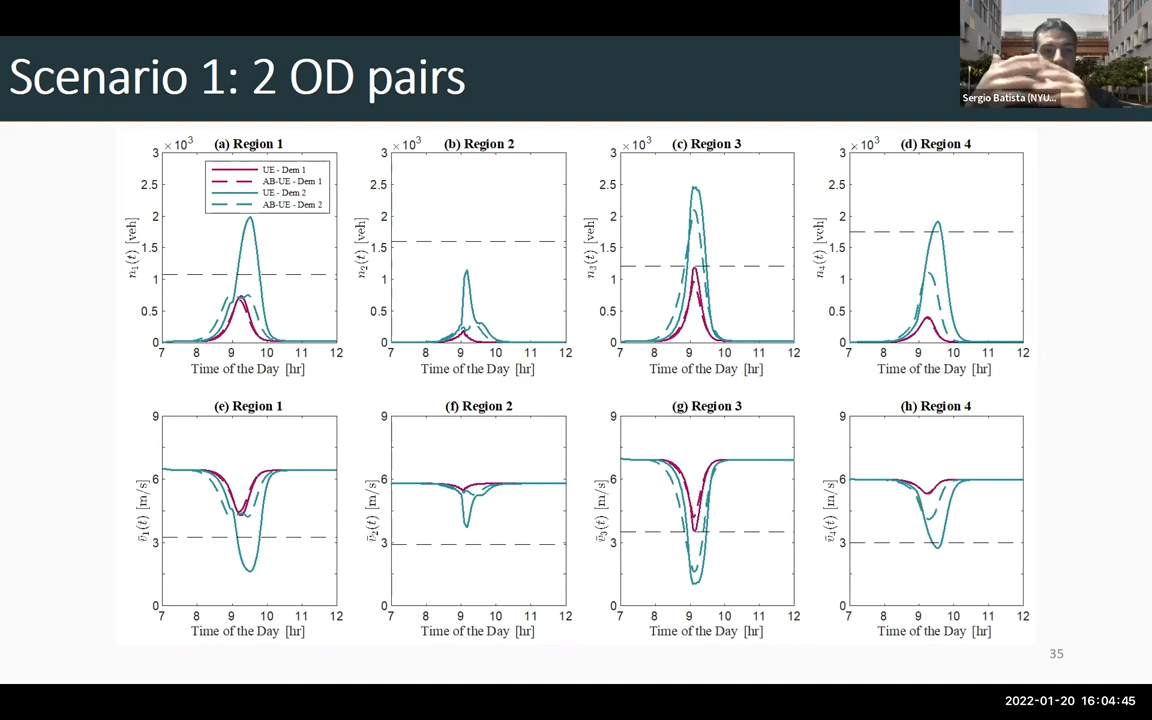 Scenario 1: 2 OD pairs
Sergio Batista (NYU...
(a) Region 1
×10³
3
2.5
2
1.5
1
0.5
0
n₁(t) [veh]
UE - Dem 1
AB-UE - Dem 1
UE - Dem 2
AB-UE - Dem 2
7 8 9 10 11 12
Time of the Day [hr]
(b) Region 2
×10³
3
2.5
2
1.5
1
0.5
0
n₂(t) [veh]
7 8 9 10 11 12
Time of the Day [hr]
(c) Region 3
×10³
3
2.5
2
1.5
1
0.5
0
n₃(t) [veh]
7 8 9 10 11 12
Time of the Day [hr]
(d) Region 4
×10³
3
2.5
2
1.5
1
0.5
0
n₄(t) [veh]
7 8 9 10 11 12
Time of the Day [hr]
(e) Region 1
9
6
3
0
v̄₁(t) [m/s]
7 8 9 10 11 12
Time of the Day [hr]
(f) Region 2
9
6
3
0
v̄₂(t) [m/s]
7 8 9 10 11 12
Time of the Day [hr]
(g) Region 3
9
6
3
0
v̄₃(t) [m/s]
7 8 9 10 11 12
Time of the Day [hr]
(h) Region 4
9
6
3
0
v̄₄(t) [m/s]
7 8 9 10 11 12
Time of the Day [hr]
35
2022-01-20 16:04:45